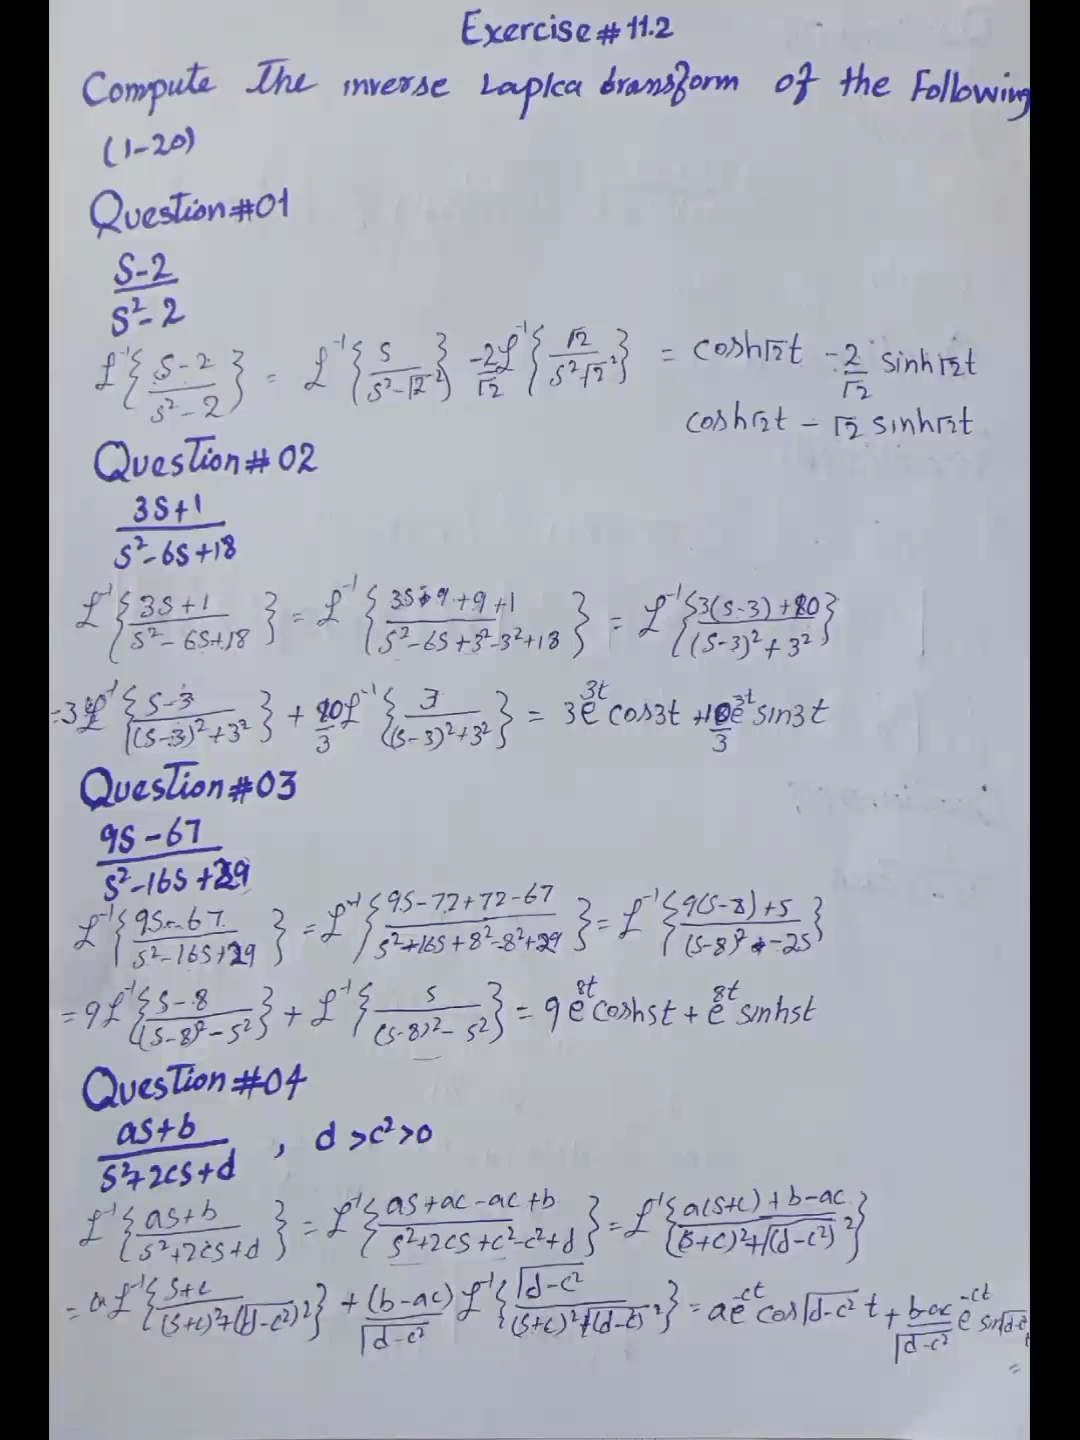 Exercise # 11.2
Compute The inverse Laplca transform of the Following
(1-20)
Question#01
S-2 / S²-2
ℒ⁻¹{S-2 / s²-2} = ℒ⁻¹{s / s²-√2²} -2/√2 ℒ⁻¹{√2 / s²-√2²} = cosh√2t -2/√2 sinh√2t
cosh√2t - √2 sinh√2t
Question#02
3S+1 / S²-6S+18
ℒ⁻¹{3S+1 / s²-6s+18} = ℒ⁻¹{3S-9+9+1 / s²-6s+3²-3²+18} = ℒ⁻¹{3(s-3)+10 / (s-3)²+3²}
=3ℒ⁻¹{s-3 / (s-3)²+3²} + 10/3 ℒ⁻¹{3 / (s-3)²+3²} = 3e³ᵗ cos3t + 10/3 e³ᵗ sin3t
Question#03
9S-67 / S²-16S+39
ℒ⁻¹{9S-67 / s²-16s+39} = ℒ⁻¹{9S-72+72-67 / s²+16s+8²-8²+39} = ℒ⁻¹{9(s-8)+5 / (s-8)²-25}
=9ℒ⁻¹{s-8 / (s-8)²-5²} + ℒ⁻¹{5 / (s-8)²-5²} = 9e⁸ᵗ cosh5t + e⁸ᵗ sinh5t
Question#04
as+b / S²+2cs+d , d>c²>0
ℒ⁻¹{as+b / s²+2cs+d} = ℒ⁻¹{as+ac-ac+b / s²+2cs+c²-c²+d} = ℒ⁻¹{a(s+c)+b-ac / (s+c)²+√(d-c²)²}
=aℒ⁻¹{s+c / (s+c)²+√(d-c²)²} + (b-ac)/√d-c² ℒ⁻¹{√d-c² / (s+c)²+√(d-c²)²} = ae⁻ᶜᵗ cos√d-c² t + b-ac/√d-c² e⁻ᶜᵗ